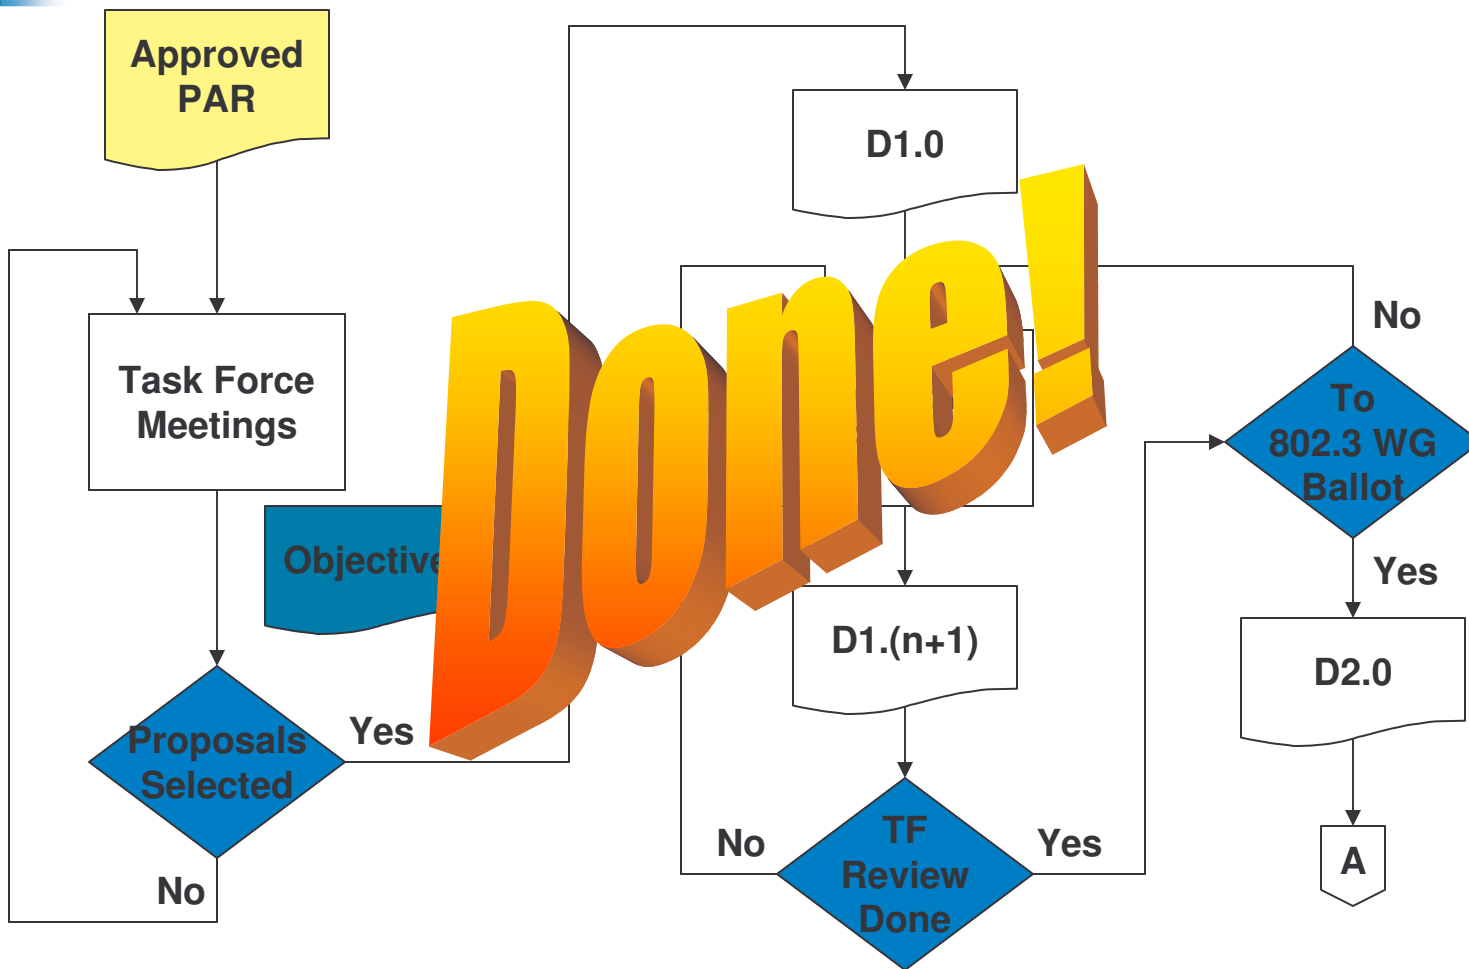 Approved
PAR
D1.0
Task Force
Meetings
Objective
Done!
No
To
802.3 WG
Ballot
Yes
D1.(n+1)
D2.0
Proposals
Selected
Yes
No
No
TF
Review
Done
Yes
A